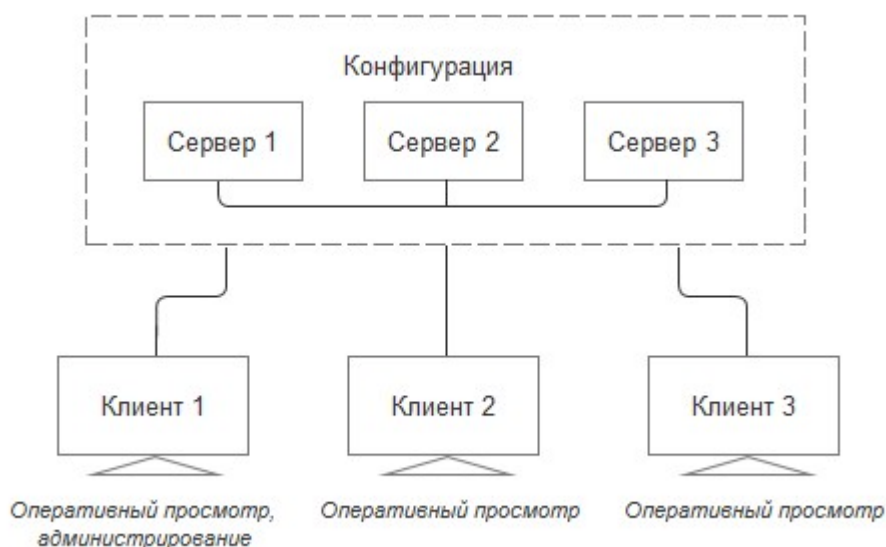 Конфигурация
Сервер 1
Сервер 2
Сервер 3
Клиент 1
Клиент 2
Клиент 3
Оперативный просмотр,
администрирование
Оперативный просмотр
Оперативный просмотр